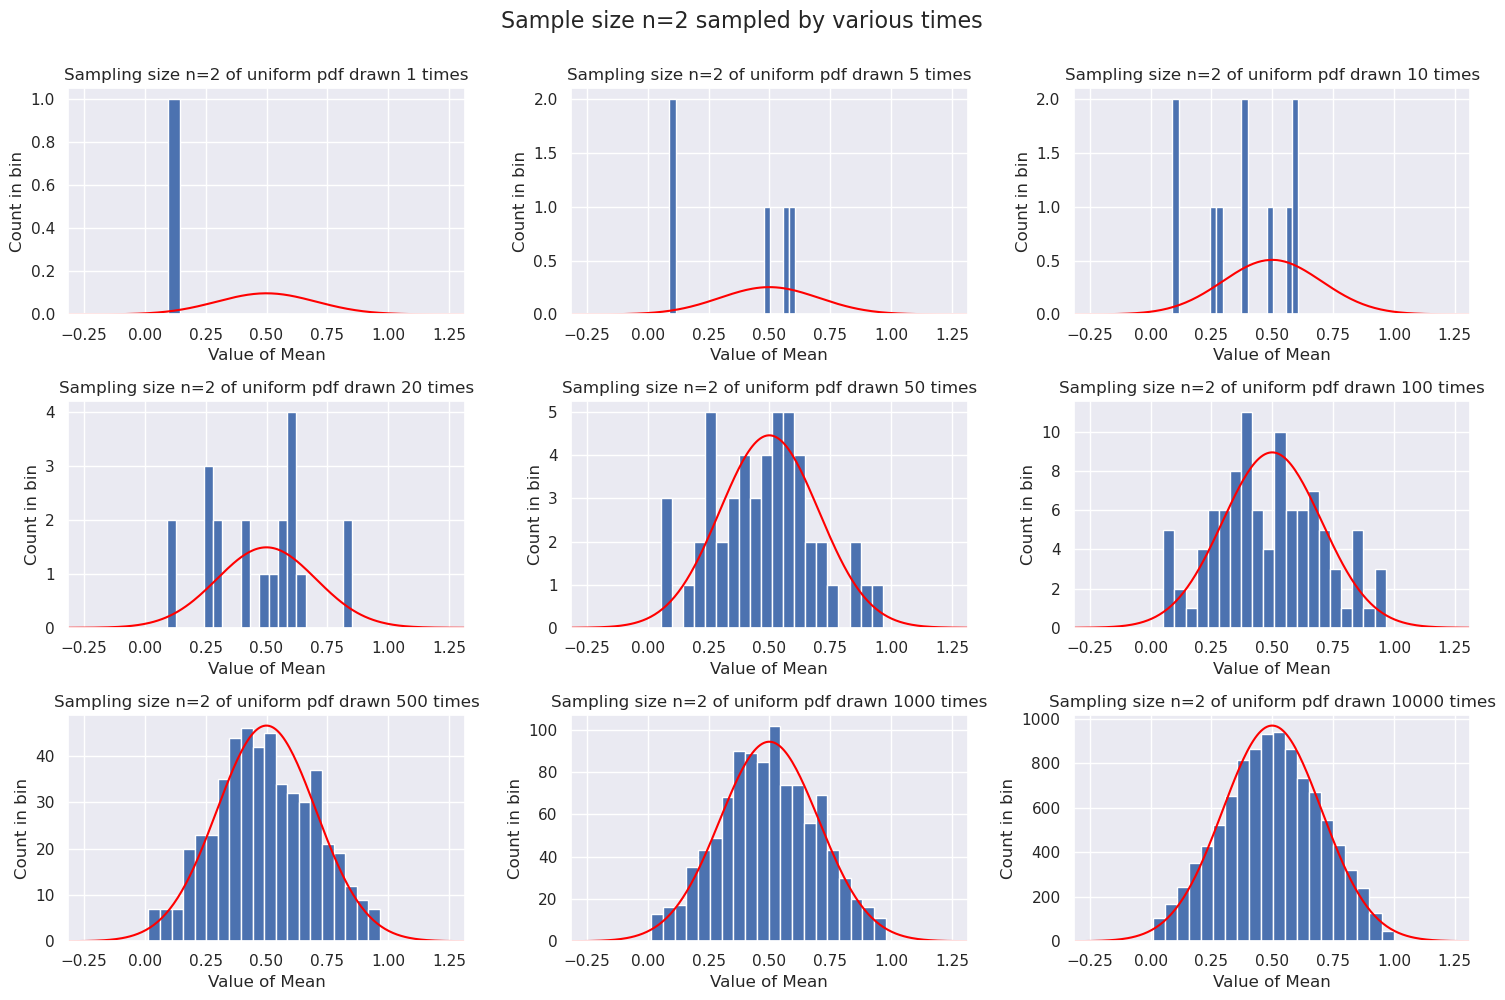 Sample size n=2 sampled by various times
Sampling size n=2 of uniform pdf drawn 1 times
1.0
0.8
0.6
0.4
0.2
0.0
Count in bin
−0.25 0.00 0.25 0.50 0.75 1.00 1.25
Value of Mean
Sampling size n=2 of uniform pdf drawn 5 times
2.0
1.5
1.0
0.5
0.0
Count in bin
−0.25 0.00 0.25 0.50 0.75 1.00 1.25
Value of Mean
Sampling size n=2 of uniform pdf drawn 10 times
2.0
1.5
1.0
0.5
0.0
Count in bin
−0.25 0.00 0.25 0.50 0.75 1.00 1.25
Value of Mean
Sampling size n=2 of uniform pdf drawn 20 times
4
3
2
1
0
Count in bin
−0.25 0.00 0.25 0.50 0.75 1.00 1.25
Value of Mean
Sampling size n=2 of uniform pdf drawn 50 times
5
4
3
2
1
0
Count in bin
−0.25 0.00 0.25 0.50 0.75 1.00 1.25
Value of Mean
Sampling size n=2 of uniform pdf drawn 100 times
10
8
6
4
2
0
Count in bin
−0.25 0.00 0.25 0.50 0.75 1.00 1.25
Value of Mean
Sampling size n=2 of uniform pdf drawn 500 times
40
30
20
10
0
Count in bin
−0.25 0.00 0.25 0.50 0.75 1.00 1.25
Value of Mean
Sampling size n=2 of uniform pdf drawn 1000 times
100
80
60
40
20
0
Count in bin
−0.25 0.00 0.25 0.50 0.75 1.00 1.25
Value of Mean
Sampling size n=2 of uniform pdf drawn 10000 times
1000
800
600
400
200
0
Count in bin
−0.25 0.00 0.25 0.50 0.75 1.00 1.25
Value of Mean